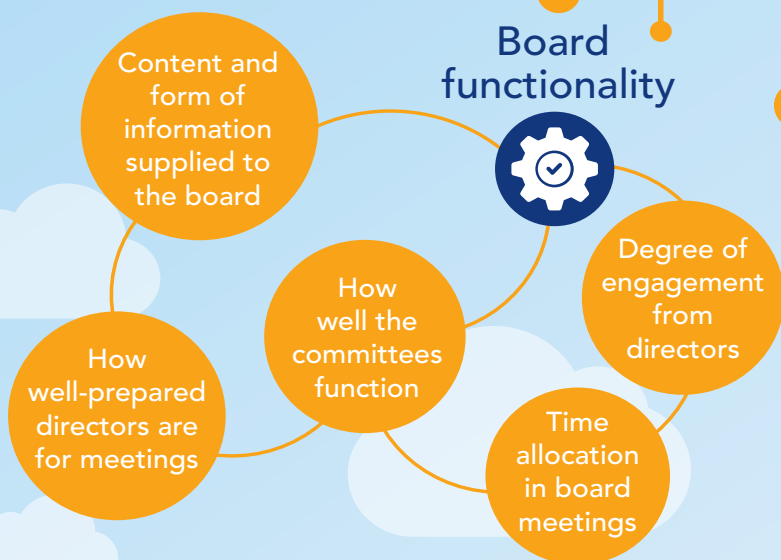 Board
functionality
Content and
form of
information
supplied to
the board
Degree of
engagement
from
directors
How
well the
committees
function
How
well-prepared
directors are
for meetings
Time
allocation
in board
meetings